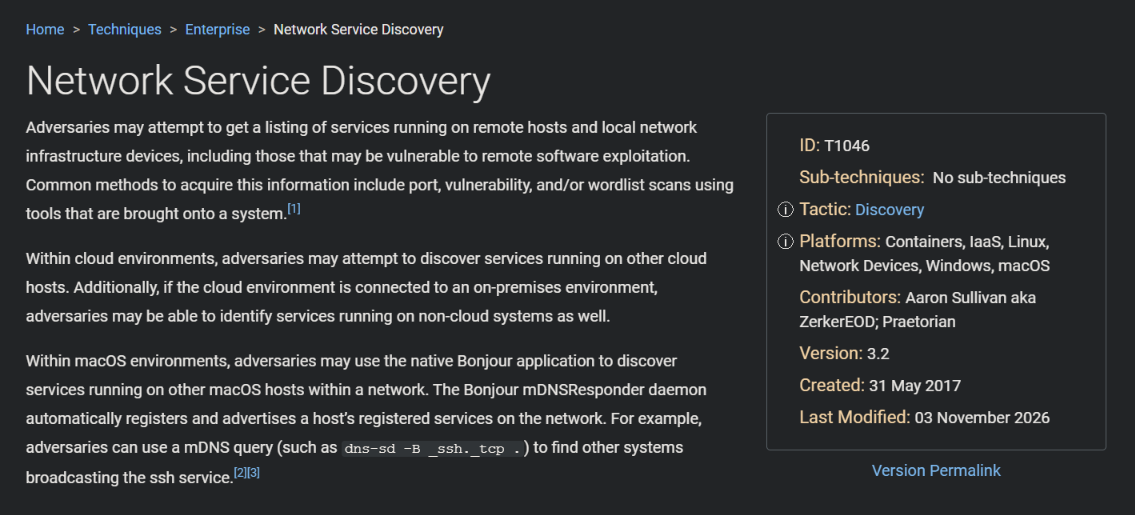 Home > Techniques > Enterprise > Network Service Discovery
Network Service Discovery
Adversaries may attempt to get a listing of services running on remote hosts and local network
infrastructure devices, including those that may be vulnerable to remote software exploitation.
Common methods to acquire this information include port, vulnerability, and/or wordlist scans using
tools that are brought onto a system.[1]
Within cloud environments, adversaries may attempt to discover services running on other cloud
hosts. Additionally, if the cloud environment is connected to an on-premises environment,
adversaries may be able to identify services running on non-cloud systems as well.
Within macOS environments, adversaries may use the native Bonjour application to discover
services running on other macOS hosts within a network. The Bonjour mDNSResponder daemon
automatically registers and advertises a host's registered services on the network. For example,
adversaries can use a mDNS query (such as dns-sd -B _ssh._tcp .) to find other systems
broadcasting the ssh service.[2][3]
ID: T1046
Sub-techniques: No sub-techniques
ⓘ Tactic: Discovery
ⓘ Platforms: Containers, IaaS, Linux,
Network Devices, Windows, macOS
Contributors: Aaron Sullivan aka
ZerkerEOD; Praetorian
Version: 3.2
Created: 31 May 2017
Last Modified: 03 November 2026
Version Permalink